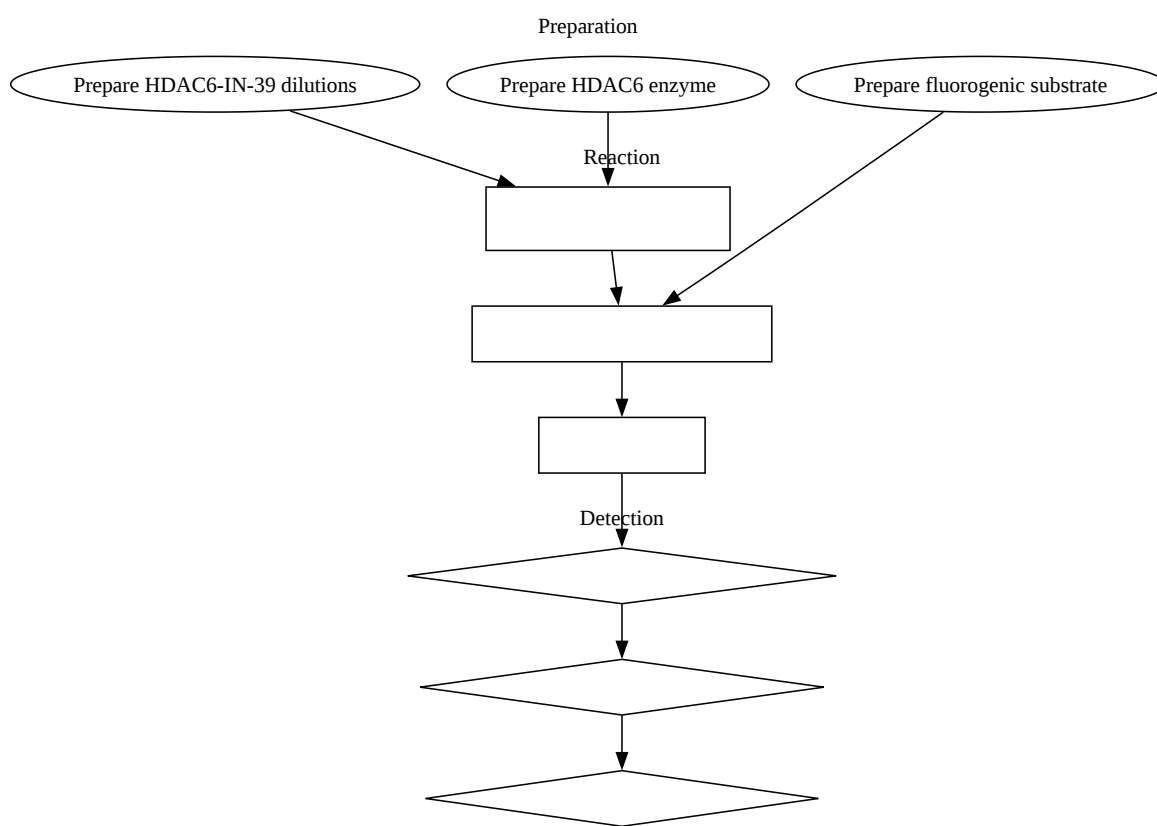 Preparation
Prepare HDAC6-IN-39 dilutions
Prepare HDAC6 enzyme
Prepare fluorogenic substrate
Reaction
Detection